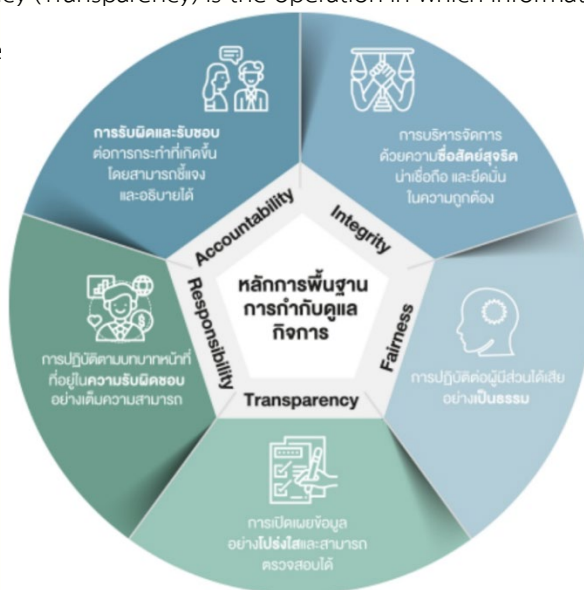 cy (Transparency) is the operation in which informat
การรับผิดและรับชอบ
ต่อการกระทำที่เกิดขึ้น
โดยสามารถชี้แจง
และอธิบายได้
การบริหารจัดการ
ด้วยความซื่อสัตย์สุจริต
น่าเชื่อถือ และยึดมั่น
ในความถูกต้อง
Accountability
Integrity
หลักการพื้นฐาน
การกำกับดูแล
กิจการ
Responsibility
Fairness
Transparency
การปฏิบัติตามบทบาทหน้าที่
ที่อยู่ในความรับผิดชอบ
อย่างเต็มความสามารถ
การปฏิบัติต่อผู้มีส่วนได้เสีย
อย่างเป็นธรรม
การเปิดเผยข้อมูล
อย่างโปร่งใสและสามารถ
ตรวจสอบได้